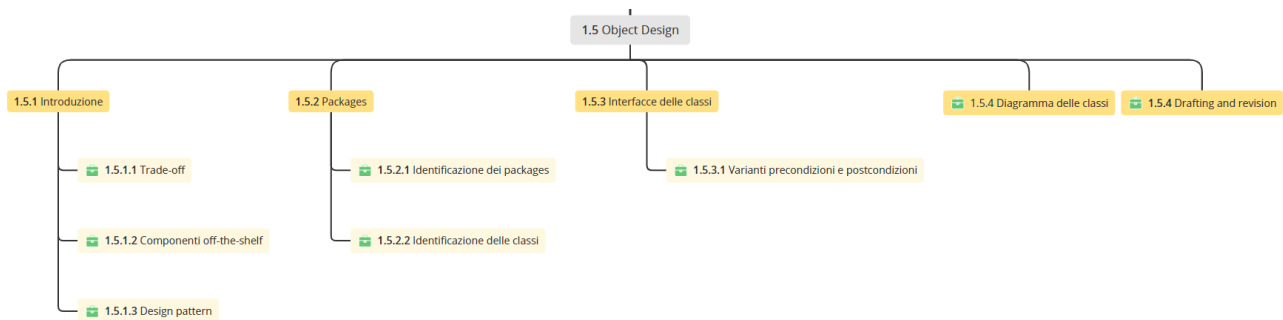 1.5 Object Design
1.5.1 Introduzione
1.5.2 Packages
1.5.3 Interfacce delle classi
1.5.4 Diagramma delle classi
1.5.4 Drafting and revision
1.5.1.1 Trade-off
1.5.2.1 Identificazione dei packages
1.5.3.1 Varianti precondizioni e postcondizioni
1.5.1.2 Componenti off-the-shelf
1.5.2.2 Identificazione delle classi
1.5.1.3 Design pattern